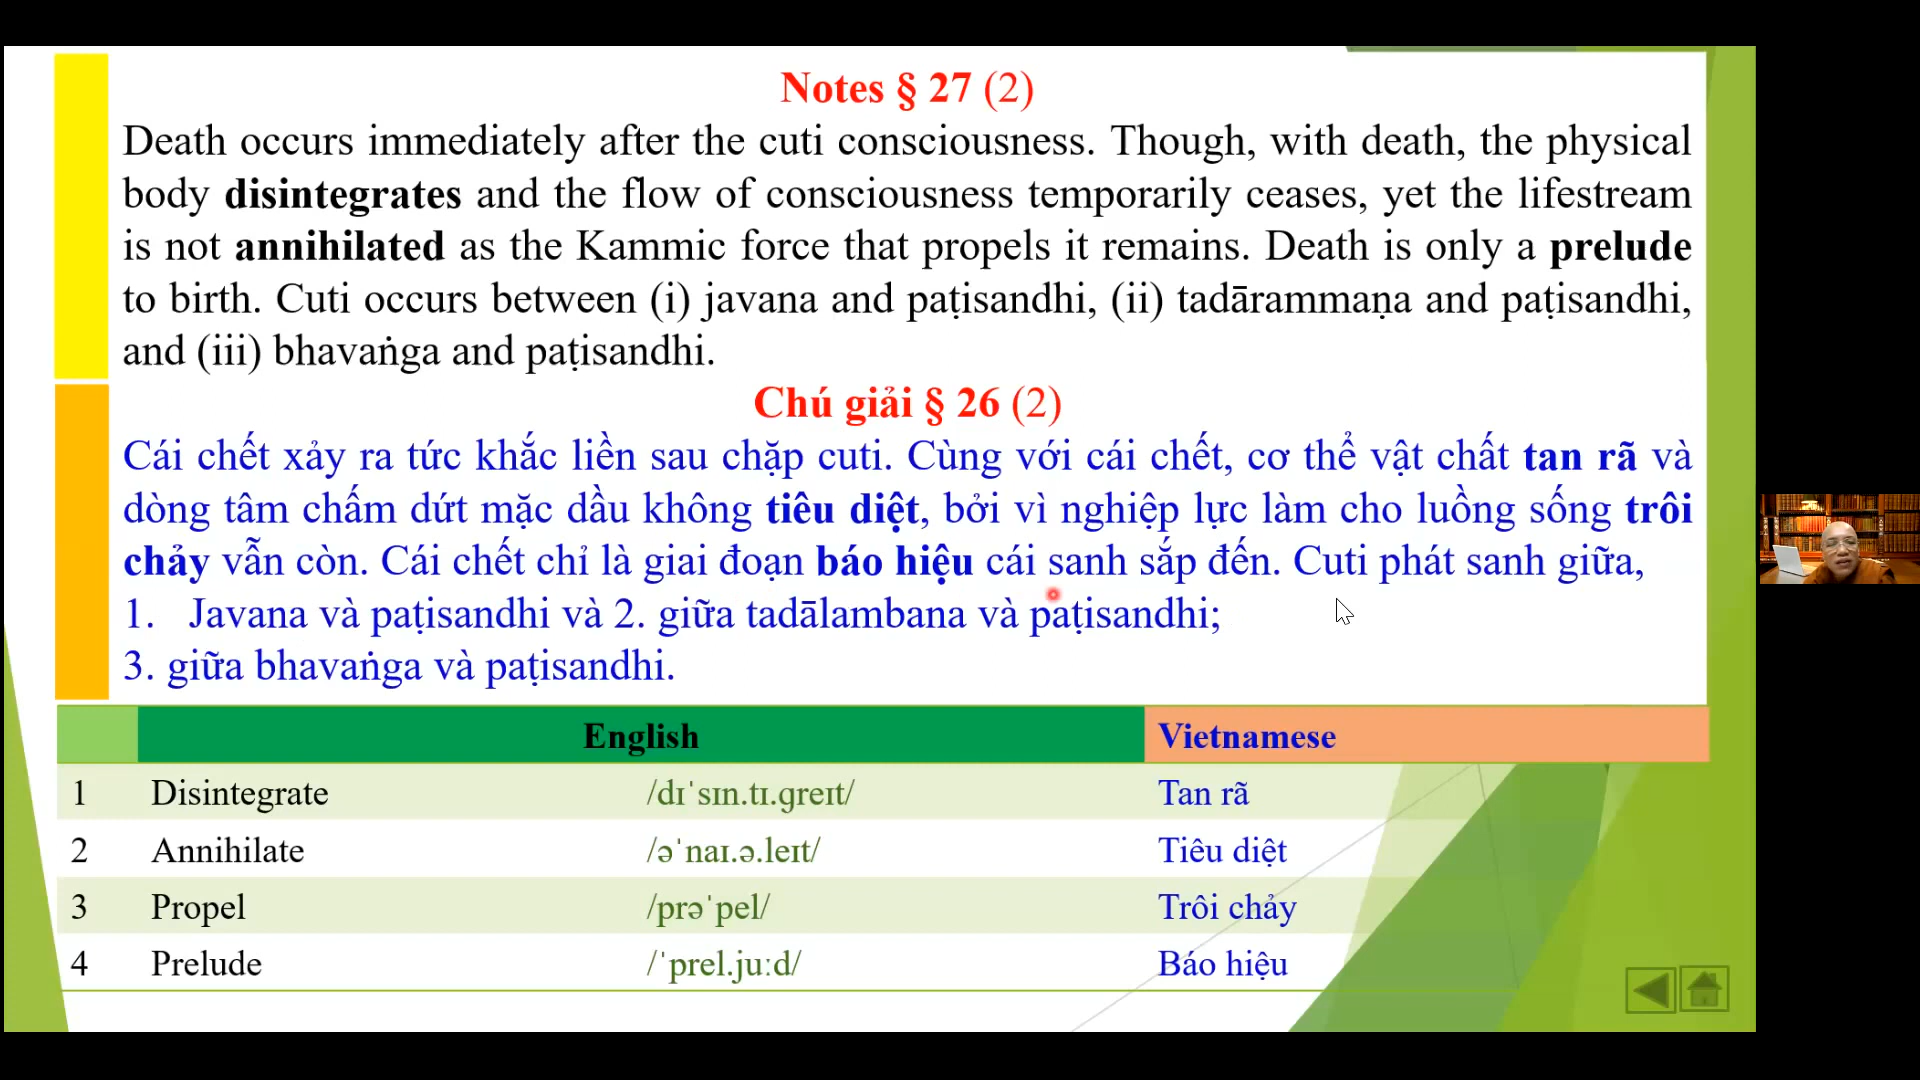 Notes § 27 (2)
Death occurs immediately after the cuti consciousness. Though, with death, the physical
body disintegrates and the flow of consciousness temporarily ceases, yet the lifestream
is not annihilated as the Kammic force that propels it remains. Death is only a prelude
to birth. Cuti occurs between (i) javana and paṭisandhi, (ii) tadārammaṇa and paṭisandhi,
and (iii) bhavaṅga and paṭisandhi.
Chú giải § 26 (2)
Cái chết xảy ra tức khắc liền sau chặp cuti. Cùng với cái chết, cơ thể vật chất tan rã và
dòng tâm chấm dứt mặc dầu không tiêu diệt, bởi vì nghiệp lực làm cho luồng sống trôi
chảy vẫn còn. Cái chết chỉ là giai đoạn báo hiệu cái sanh sắp đến. Cuti phát sanh giữa,
1. Javana và paṭisandhi và 2. giữa tadālambana và paṭisandhi;
3. giữa bhavaṅga và paṭisandhi.
English Vietnamese
1 Disintegrate /dɪˈsɪn.tɪ.ɡreɪt/ Tan rã
2 Annihilate /əˈnaɪ.ə.leɪt/ Tiêu diệt
3 Propel /prəˈpel/ Trôi chảy
4 Prelude /ˈprel.juːd/ Báo hiệu